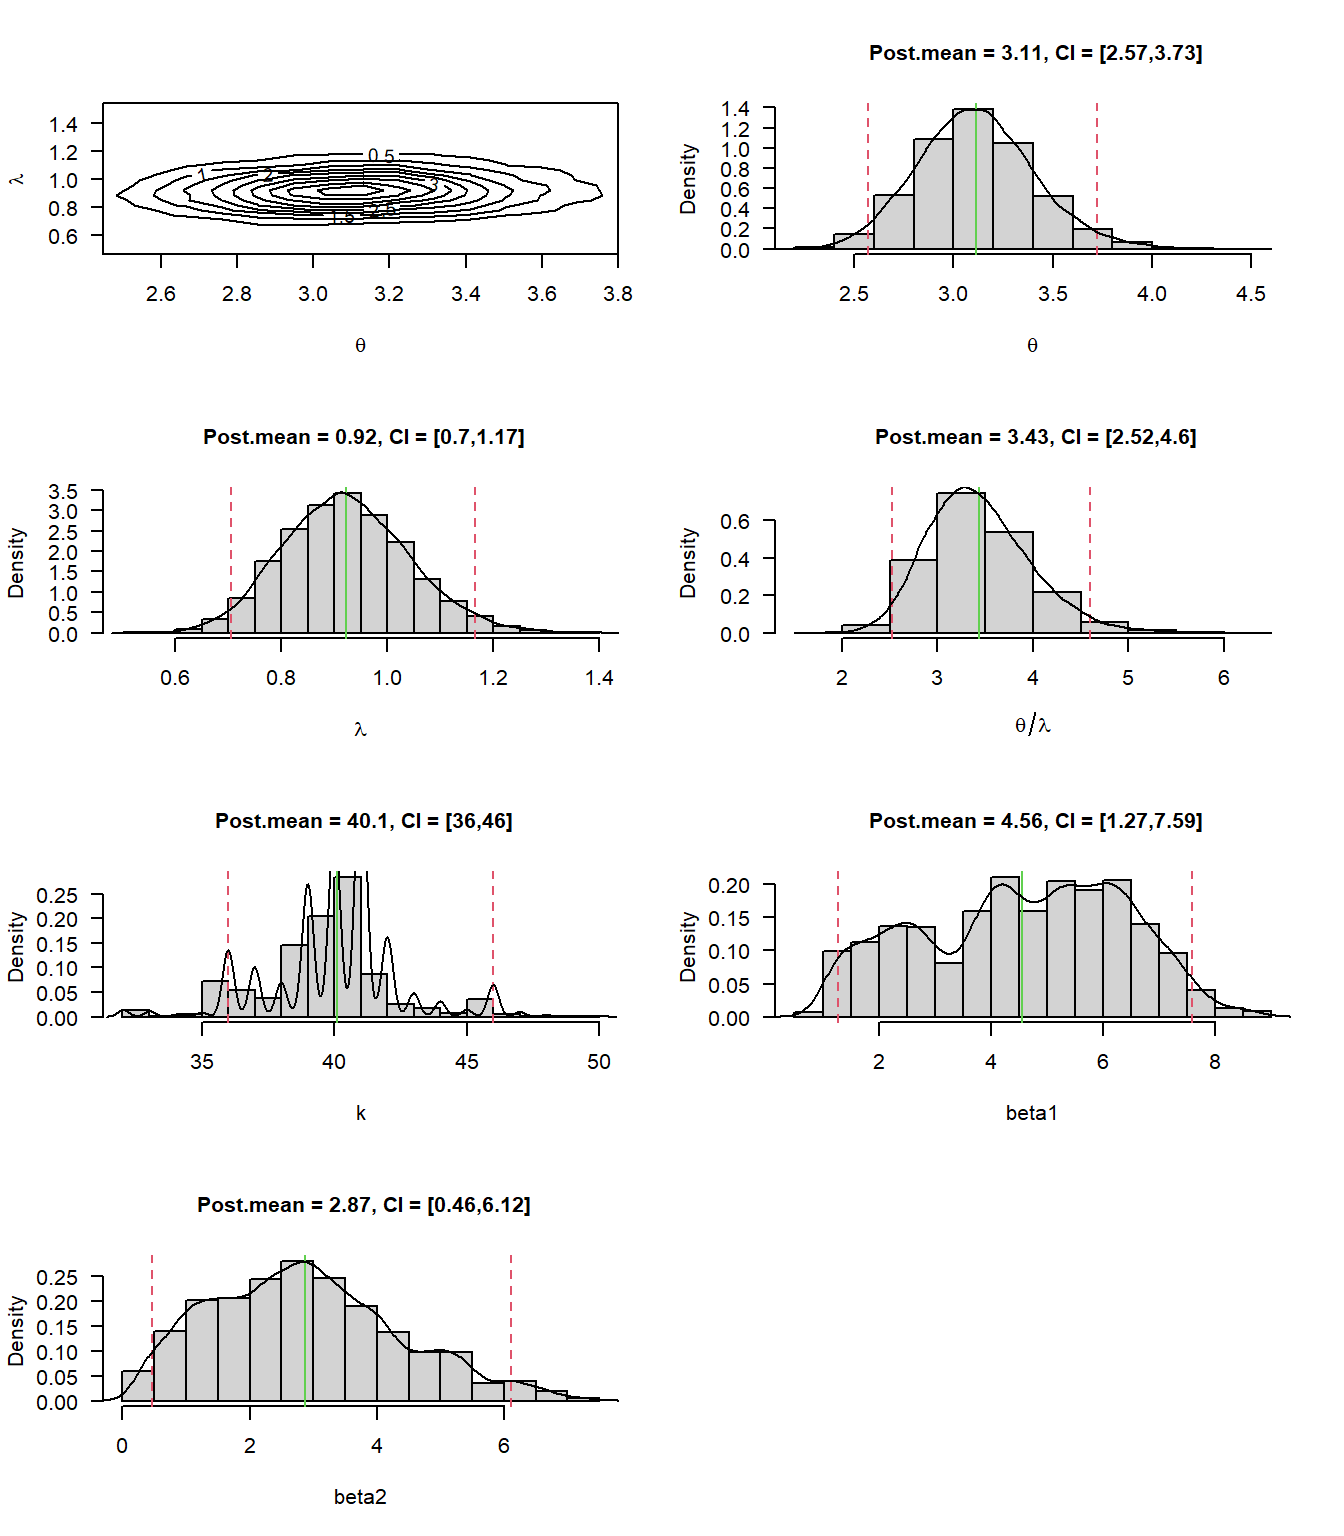 1.4
1.2
1.0
0.8
0.6
λ
0.5
1
2
3
1.5
2.5
2.6 2.8 3.0 3.2 3.4 3.6 3.8
θ
Post.mean = 3.11, CI = [2.57,3.73]
Density
1.4
1.2
1.0
0.8
0.6
0.4
0.2
0.0
2.5 3.0 3.5 4.0 4.5
θ
Post.mean = 0.92, CI = [0.7,1.17]
Density
3.5
3.0
2.5
2.0
1.5
1.0
0.5
0.0
0.6 0.8 1.0 1.2 1.4
λ
Post.mean = 3.43, CI = [2.52,4.6]
Density
0.6
0.4
0.2
0.0
2 3 4 5 6
θ/λ
Post.mean = 40.1, CI = [36,46]
Density
0.25
0.20
0.15
0.10
0.05
0.00
35 40 45 50
k
Post.mean = 4.56, CI = [1.27,7.59]
Density
0.20
0.15
0.10
0.05
0.00
2 4 6 8
beta1
Post.mean = 2.87, CI = [0.46,6.12]
Density
0.25
0.20
0.15
0.10
0.05
0.00
0 2 4 6
beta2